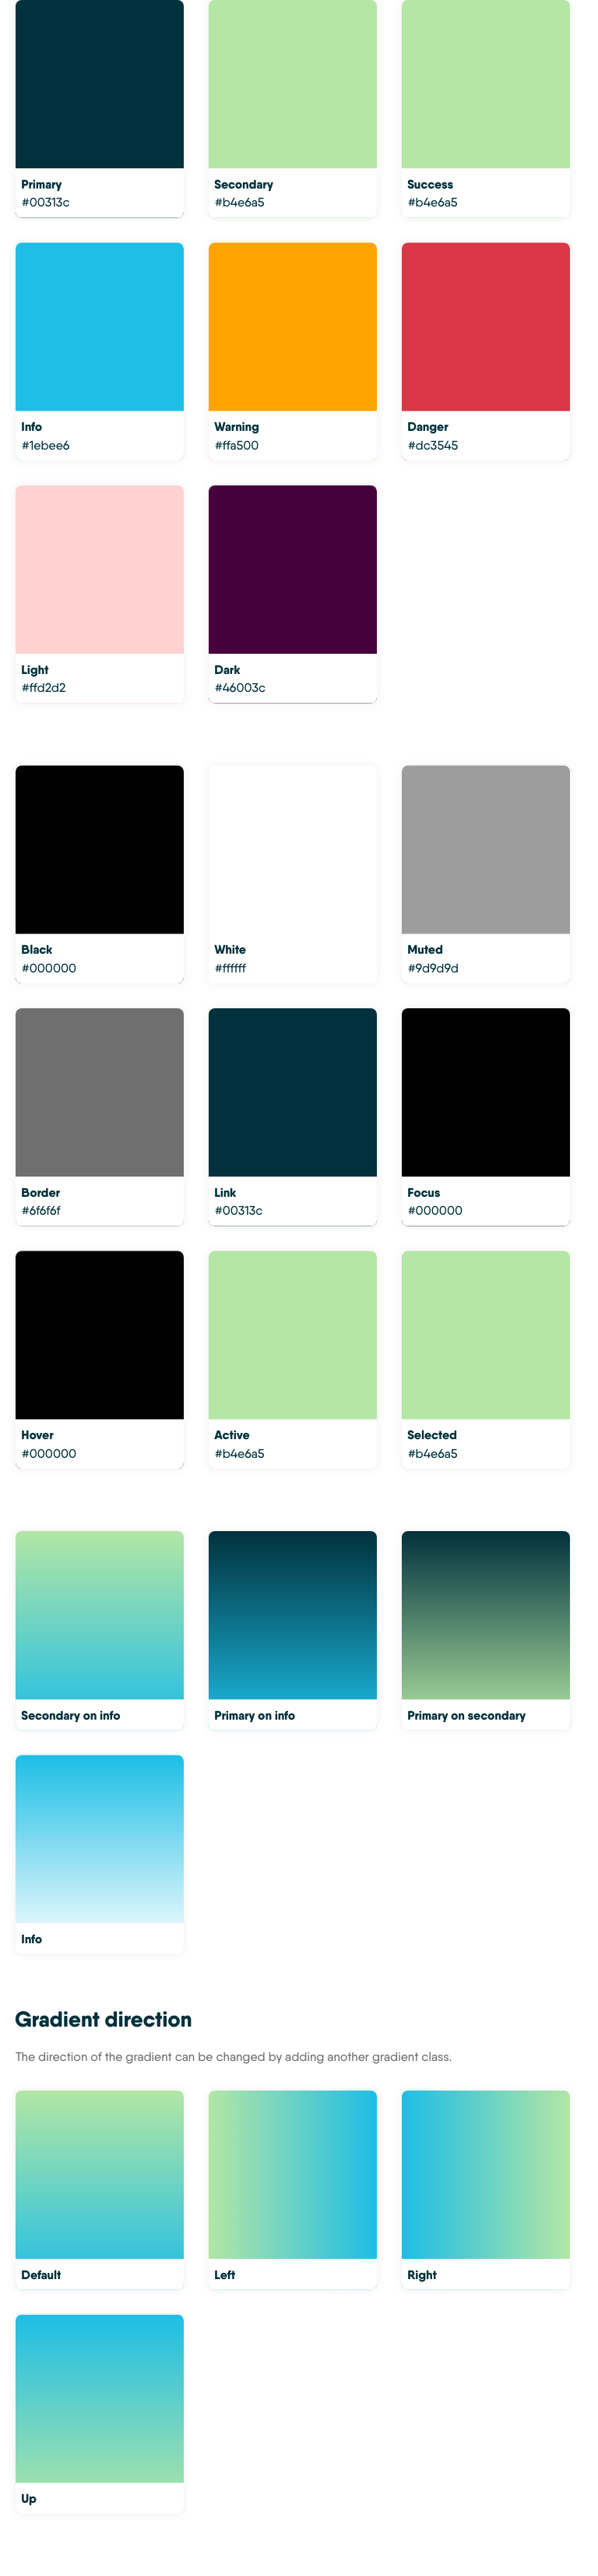 Primary
#00313c
Secondary
#b4e6a5
Success
#b4e6a5
Info
#1ebee6
Warning
#ffa500
Danger
#dc3545
Light
#ffd2d2
Dark
#46003c
Black
#000000
White
#ffffff
Muted
#9d9d9d
Border
#6f6f6f
Link
#00313c
Focus
#000000
Hover
#000000
Active
#b4e6a5
Selected
#b4e6a5
Secondary on info
Primary on info
Primary on secondary
Info
Gradient direction
The direction of the gradient can be changed by adding another gradient class.
Default
Left
Right
Up